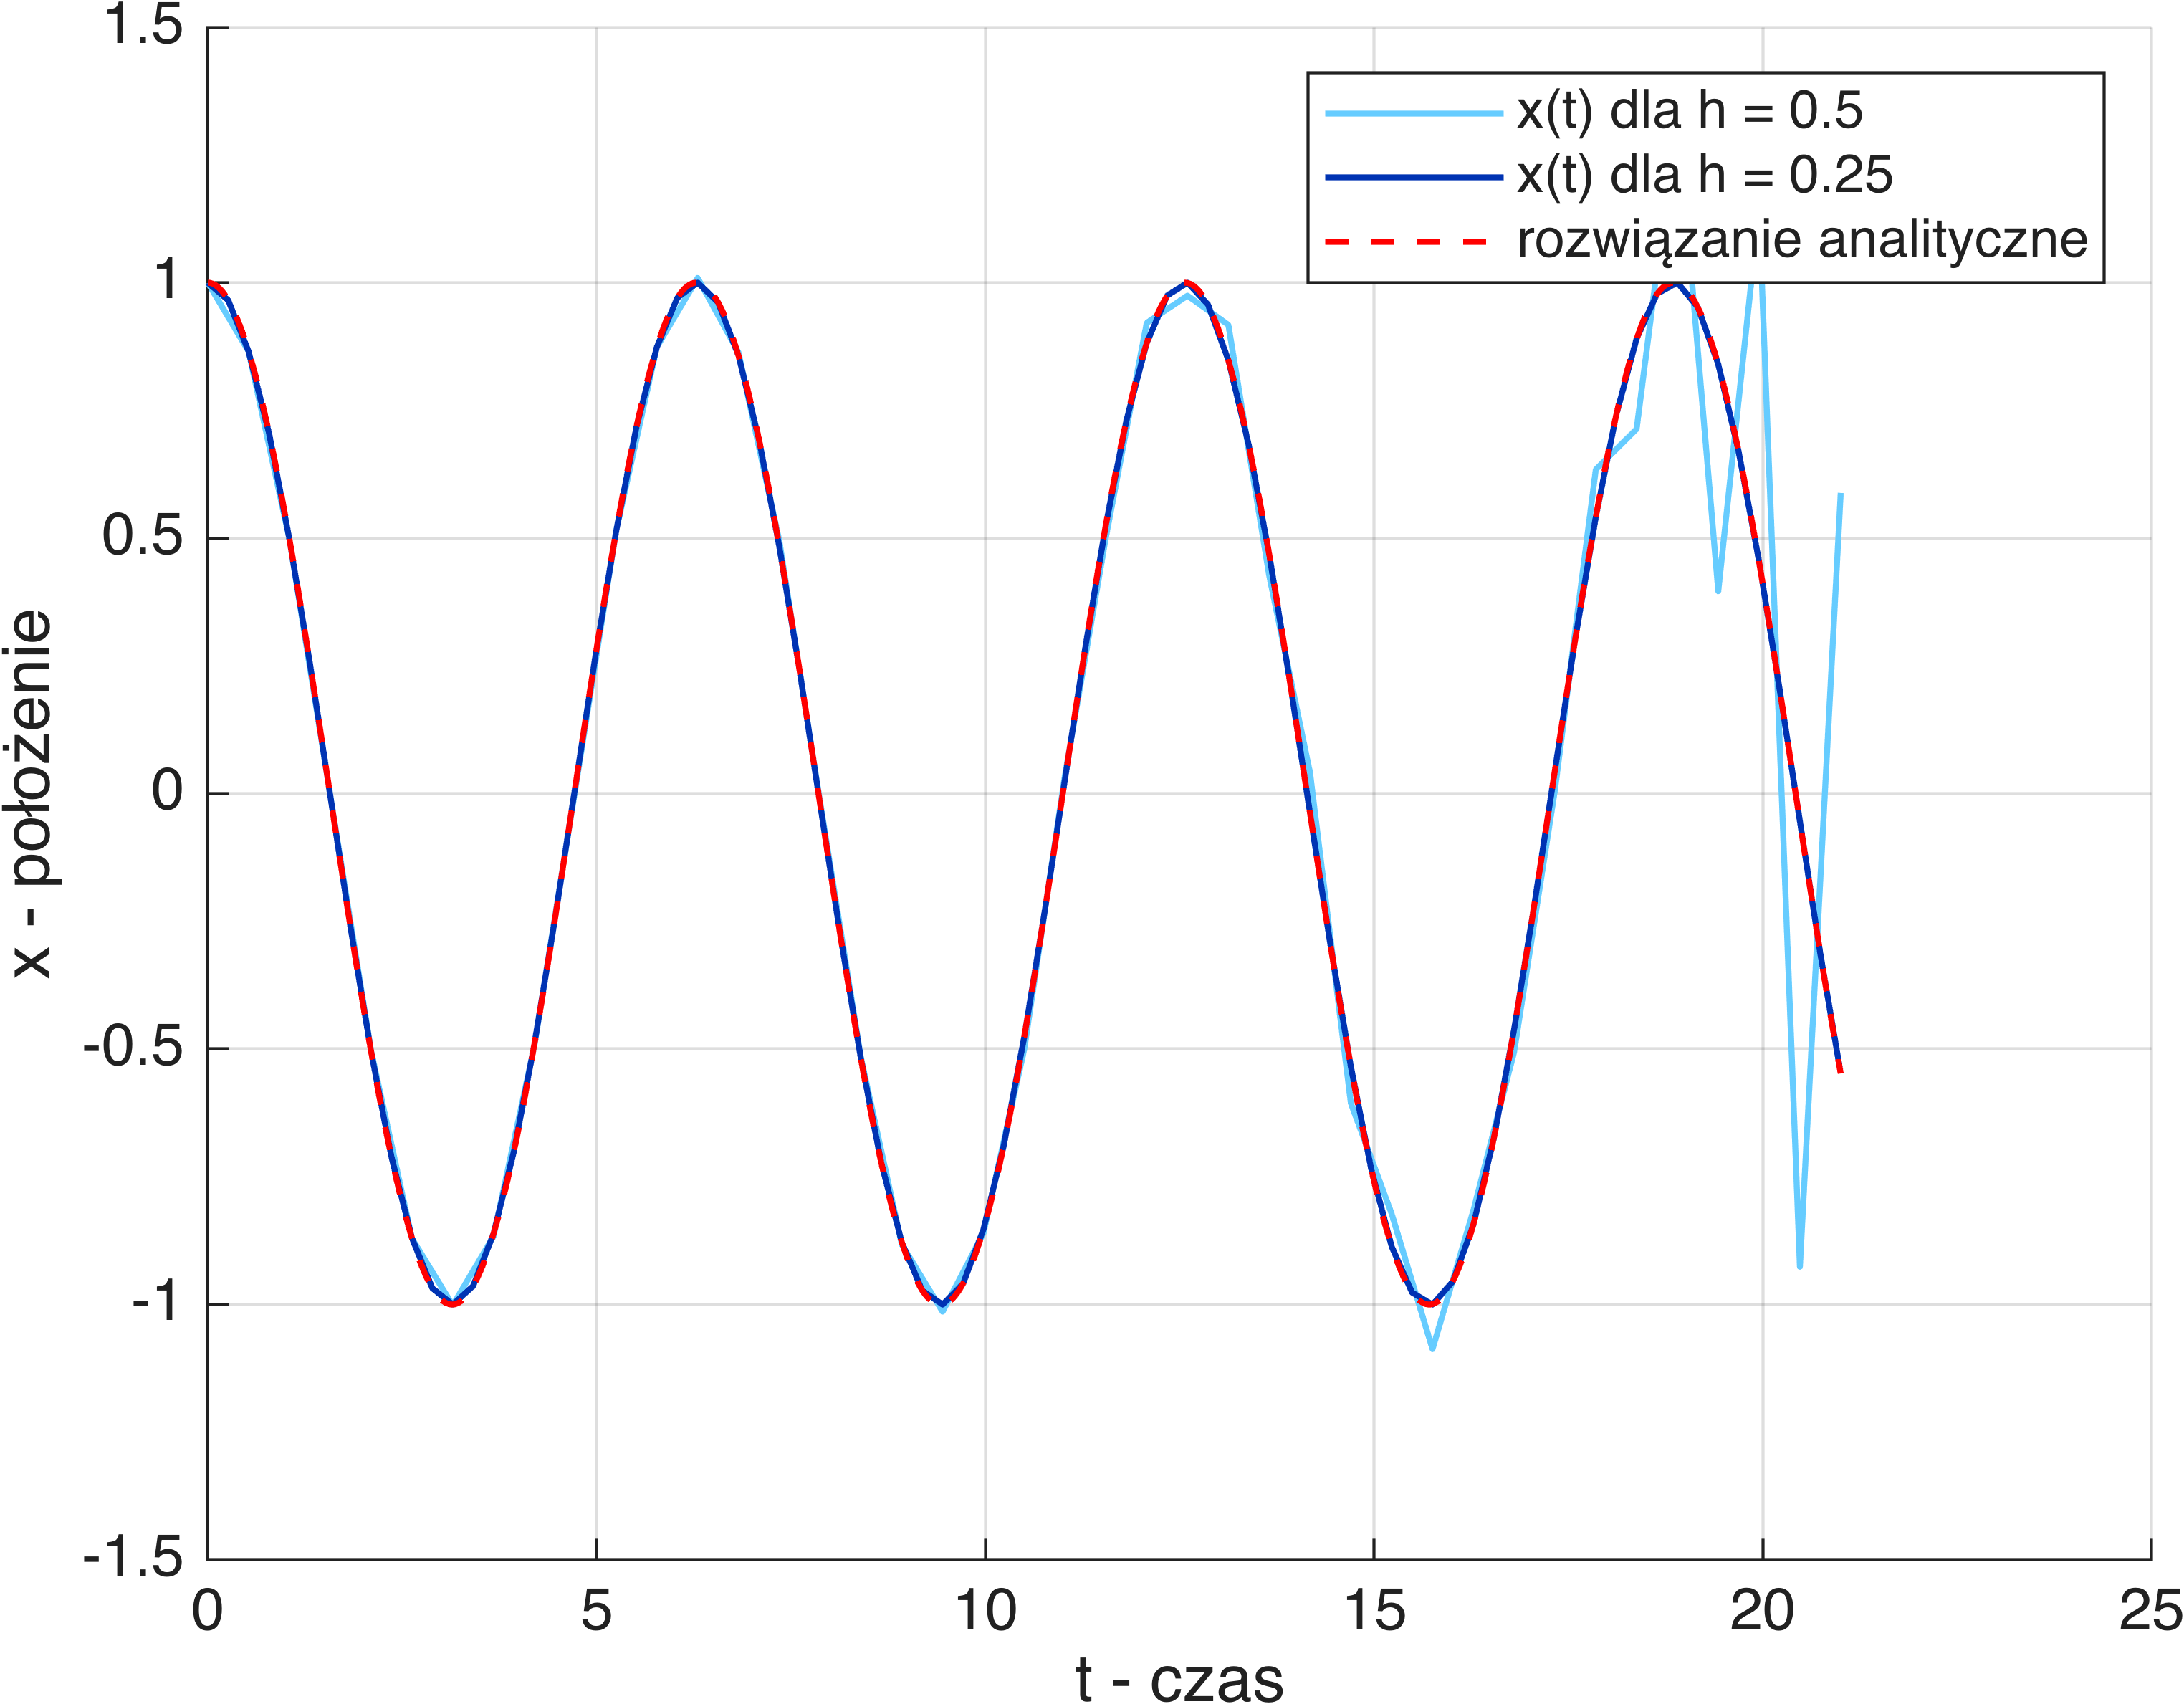 1.5
1
0.5
0
-0.5
-1
-1.5
x - położenie
x(t) dla h = 0.5
x(t) dla h = 0.25
rozwiązanie analityczne
0
5
10
15
20
25
t - czas